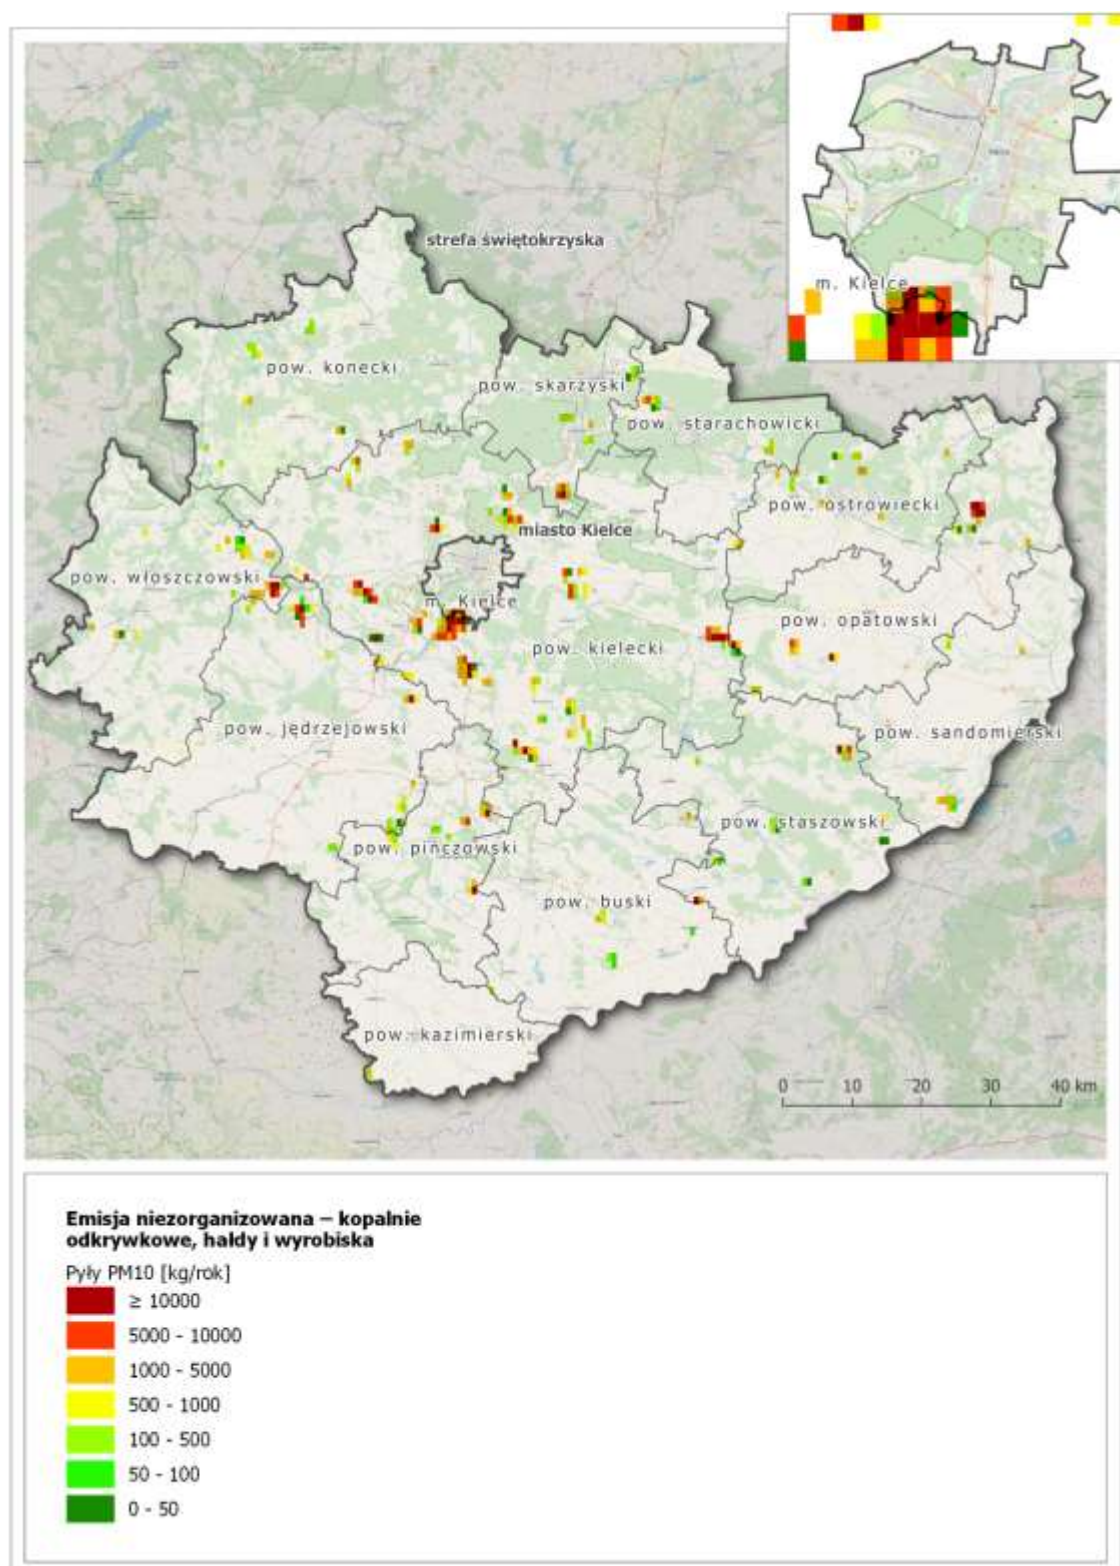 m. Kielce
strefa świętokrzyska
pow. konecki
pow. skarżyski
pow. starachowicki
pow. ostrowiecki
miasto Kielce
pow. włoszczowski
m. Kielce
pow. opatowski
pow. kielecki
pow. jędrzejowski
pow. sandomierski
pow. staszowski
pow. pińczowski
pow. buski
pow. kazimierski
0 10 20 30 40 km
Emisja niezorganizowana – kopalnie
odkrywkowe, hałdy i wyrobiska
Pyły PM10 [kg/rok]
≥ 10000
5000 - 10000
1000 - 5000
500 - 1000
100 - 500
50 - 100
0 - 50